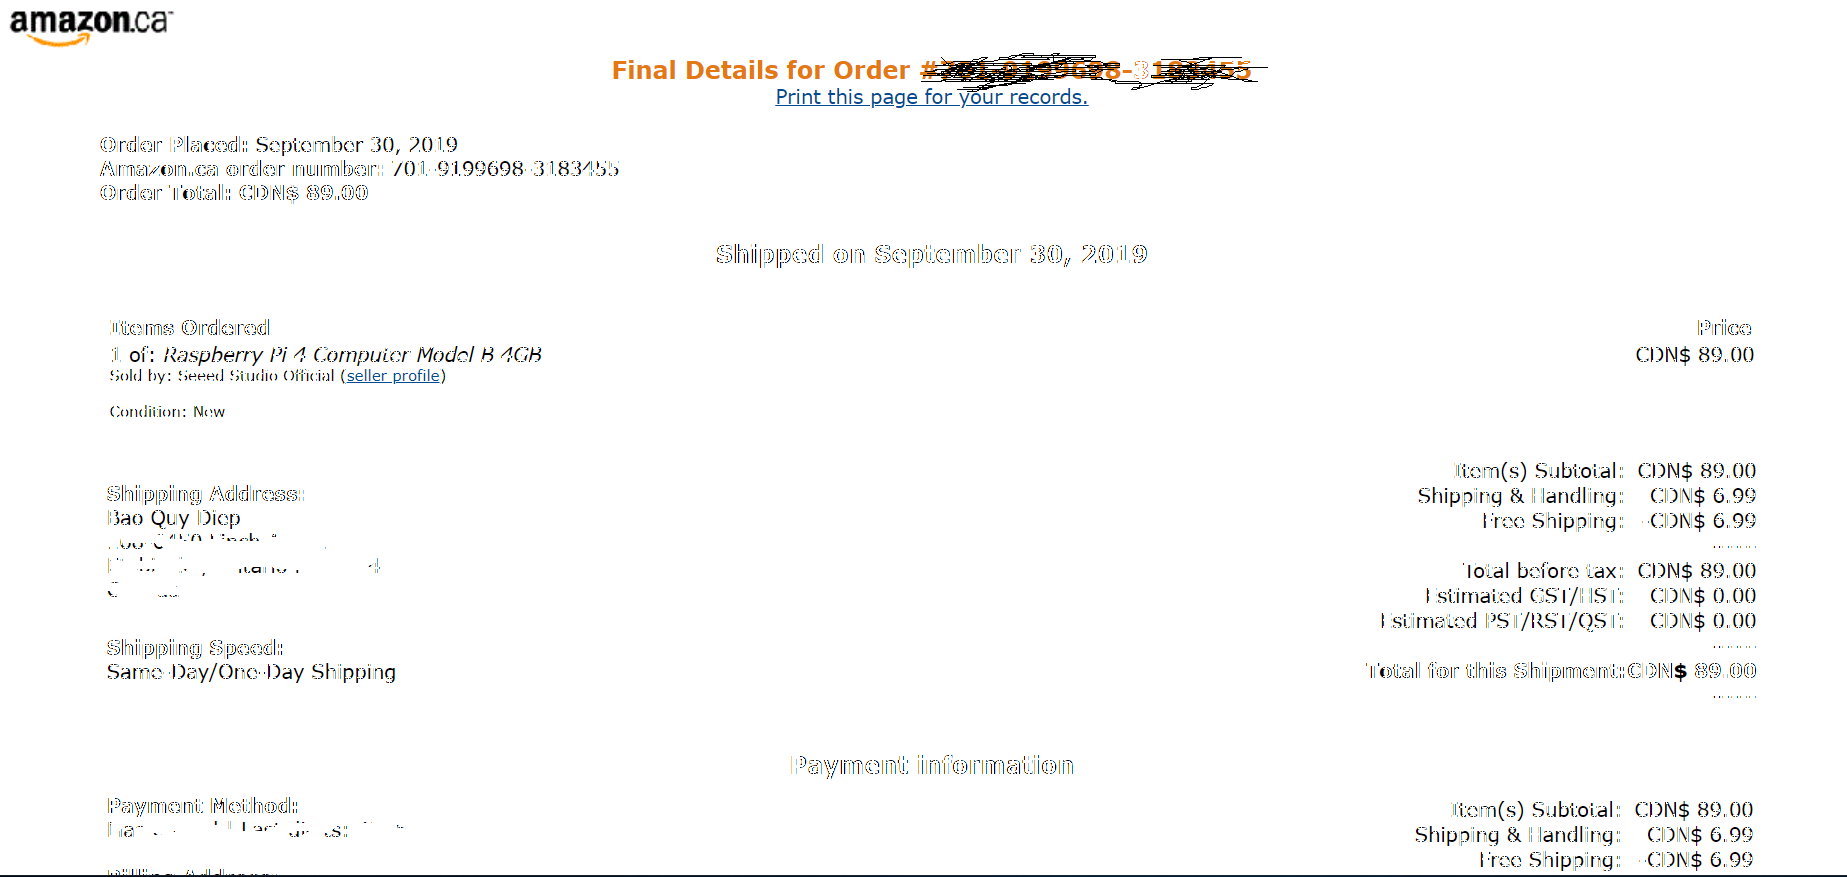 amazon.ca
Final Details for Order #
Print this page for your records.
Order Placed: September 30, 2019
Amazon.ca order number: 701-9199698-3183455
Order Total: CDN$ 89.00
Shipped on September 30, 2019
Items Ordered Price
1 of: Raspberry Pi 4 Computer Model B 4GB CDN$ 89.00
Sold by: Seeed Studio Official (seller profile)
Condition: New
Item(s) Subtotal: CDN$ 89.00
Shipping & Handling: CDN$ 6.99
Free Shipping: -CDN$ 6.99
-----
Total before tax: CDN$ 89.00
Estimated GST/HST: CDN$ 0.00
Estimated PST/RST/QST: CDN$ 0.00
-----
Total for this Shipment: CDN$ 89.00
-----
Shipping Address:
Bao Quy Diep
Shipping Speed:
Same-Day/One-Day Shipping
Payment information
Payment Method:
Item(s) Subtotal: CDN$ 89.00
Shipping & Handling: CDN$ 6.99
Free Shipping: -CDN$ 6.99